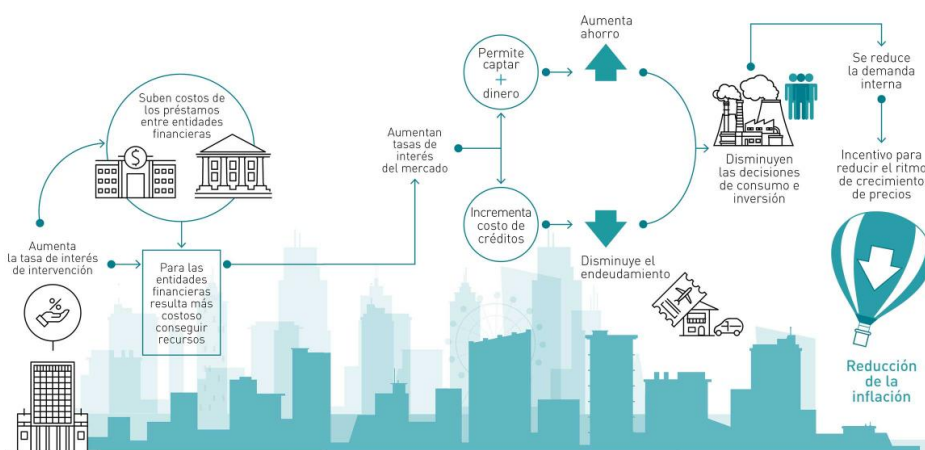 Aumenta
la tasa de interés
de intervención
Suben costos de
los préstamos
entre entidades
financieras
$
Para las
entidades
financieras
resulta más
costoso
conseguir
recursos
Aumentan
tasas de
interés
del mercado
Permite
captar
+
dinero
Aumenta
ahorro
Incrementa
costo de
créditos
Disminuye el
endeudamiento
Disminuyen
las decisiones
de consumo e
inversión
Se reduce
la demanda
interna
Incentivo para
reducir el ritmo
de crecimiento
de precios
Reducción
de la
inflación
%